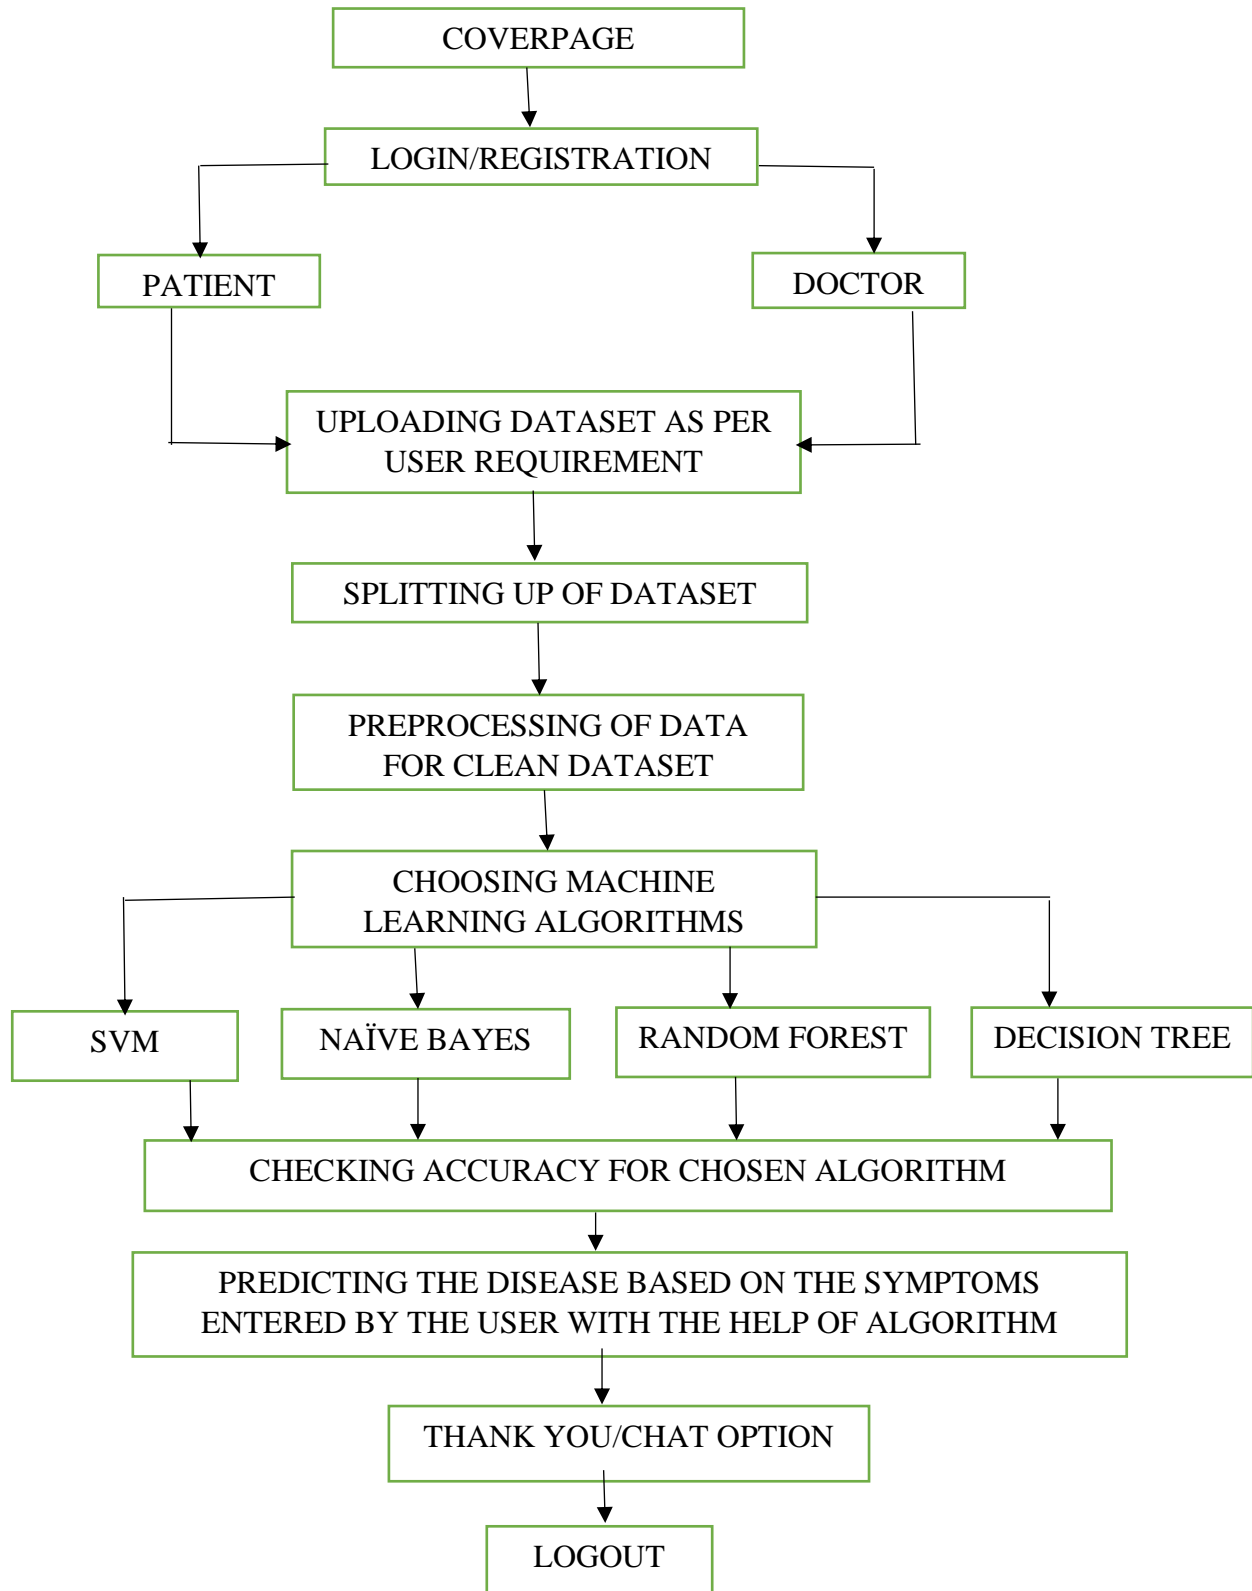 COVERPAGE
LOGIN/REGISTRATION
PATIENT
DOCTOR
UPLOADING DATASET AS PER
USER REQUIREMENT
SPLITTING UP OF DATASET
PREPROCESSING OF DATA
FOR CLEAN DATASET
CHOOSING MACHINE
LEARNING ALGORITHMS
SVM
NAÏVE BAYES
RANDOM FOREST
DECISION TREE
CHECKING ACCURACY FOR CHOSEN ALGORITHM
PREDICTING THE DISEASE BASED ON THE SYMPTOMS
ENTERED BY THE USER WITH THE HELP OF ALGORITHM
THANK YOU/CHAT OPTION
LOGOUT